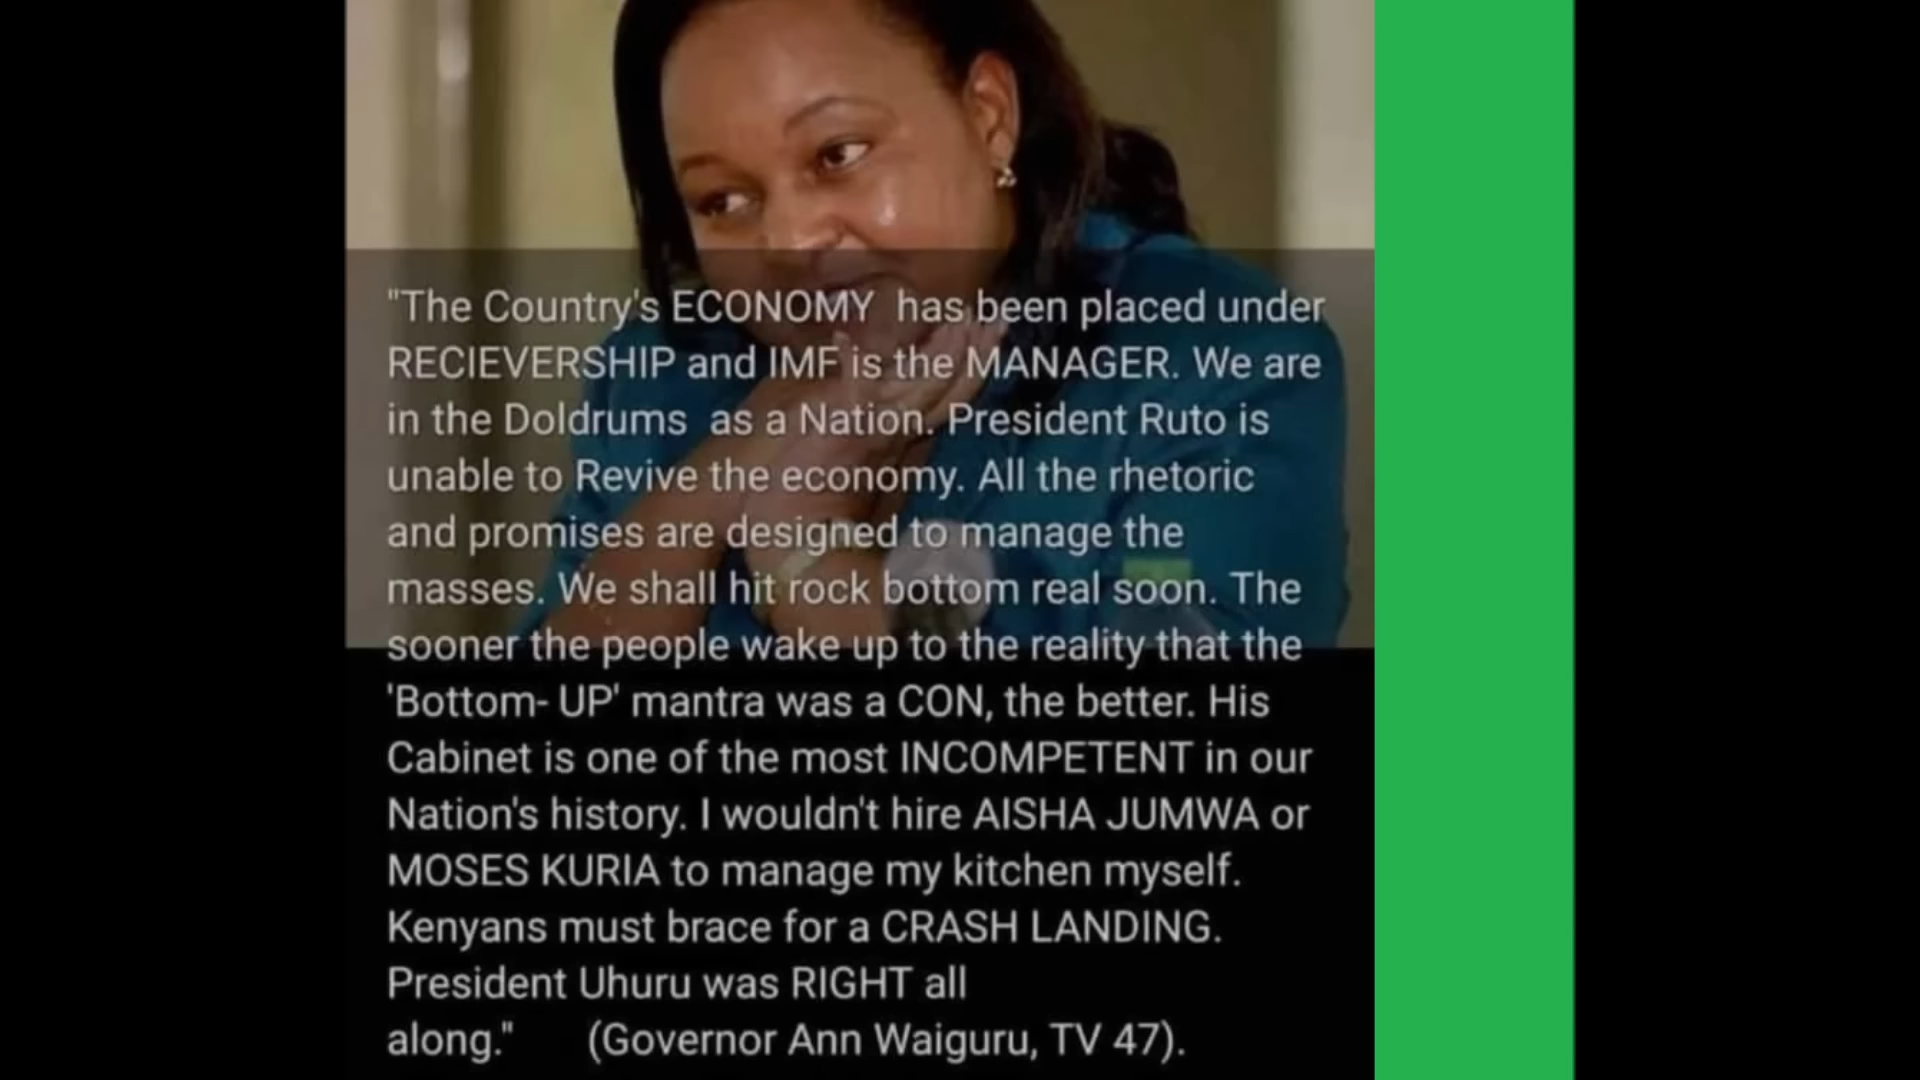 "The Country's ECONOMY has been placed under
RECIEVERSHIP and IMF is the MANAGER. We are
in the Doldrums as a Nation. President Ruto is
unable to Revive the economy. All the rhetoric
and promises are designed to manage the
masses. We shall hit rock bottom real soon. The
sooner the people wake up to the reality that the
'Bottom- UP' mantra was a CON, the better. His
Cabinet is one of the most INCOMPETENT in our
Nation's history. I wouldn't hire AISHA JUMWA or
MOSES KURIA to manage my kitchen myself.
Kenyans must brace for a CRASH LANDING.
President Uhuru was RIGHT all
along." (Governor Ann Waiguru, TV 47).